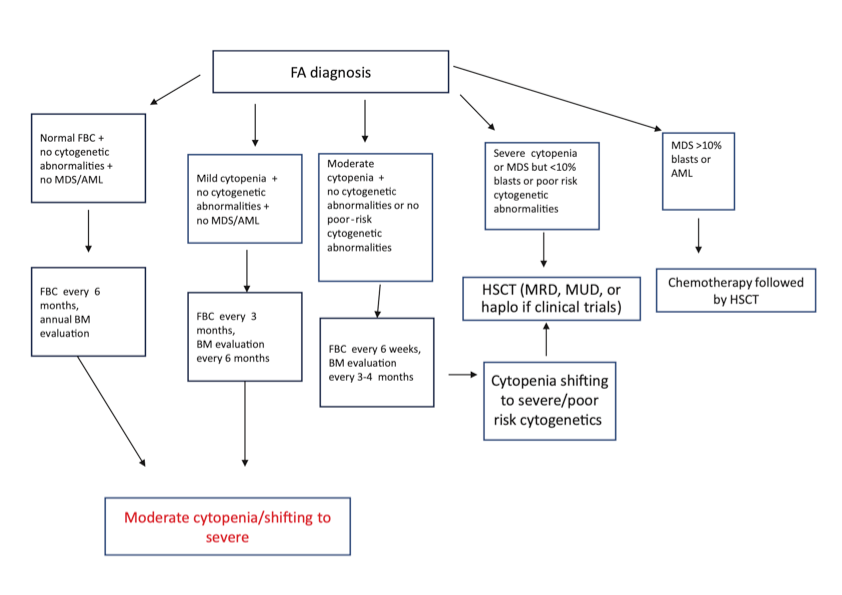 FA diagnosis
Normal FBC +
no cytogenetic
abnormalities +
no MDS/AML
Mild cytopenia +
no cytogenetic
abnormalities +
no MDS/AML
Moderate
cytopenia +
no cytogenetic
abnormalities or no
poor-risk
cytogenetic
abnormalities
Severe cytopenia
or MDS but <10%
blasts or poor risk
cytogenetic
abnormalities
MDS >10%
blasts or
AML
FBC every 6
months,
annual BM
evaluation
FBC every 3
months,
BM evaluation
every 6 months
FBC every 6 weeks,
BM evaluation
every 3-4 months
HSCT (MRD, MUD, or
haplo if clinical trials)
Chemotherapy followed
by HSCT
Cytopenia shifting
to severe/poor
risk cytogenetics
Moderate cytopenia/shifting to
severe